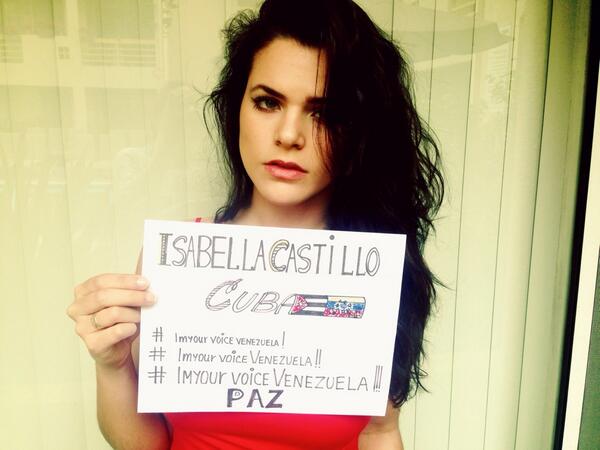 ISABELLA CASTILLO
CUBA
# IMYOUR VOICE VENEZUELA!
# IMYOUR VOICE VENEZUELA!!
# IMYOUR VOICE VENEZUELA!!!
PAZ